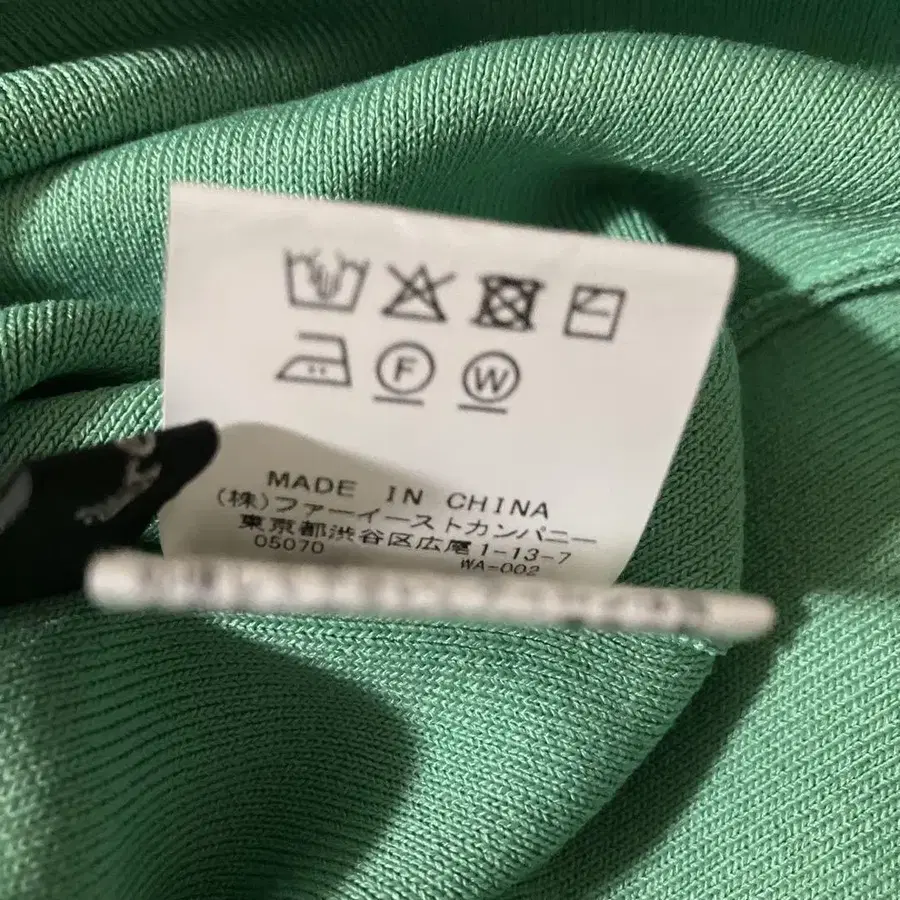 F W
MADE IN CHINA
(株)ファーイーストカンパニー
東京都渋谷区広尾1-13-7
05070 WA-002